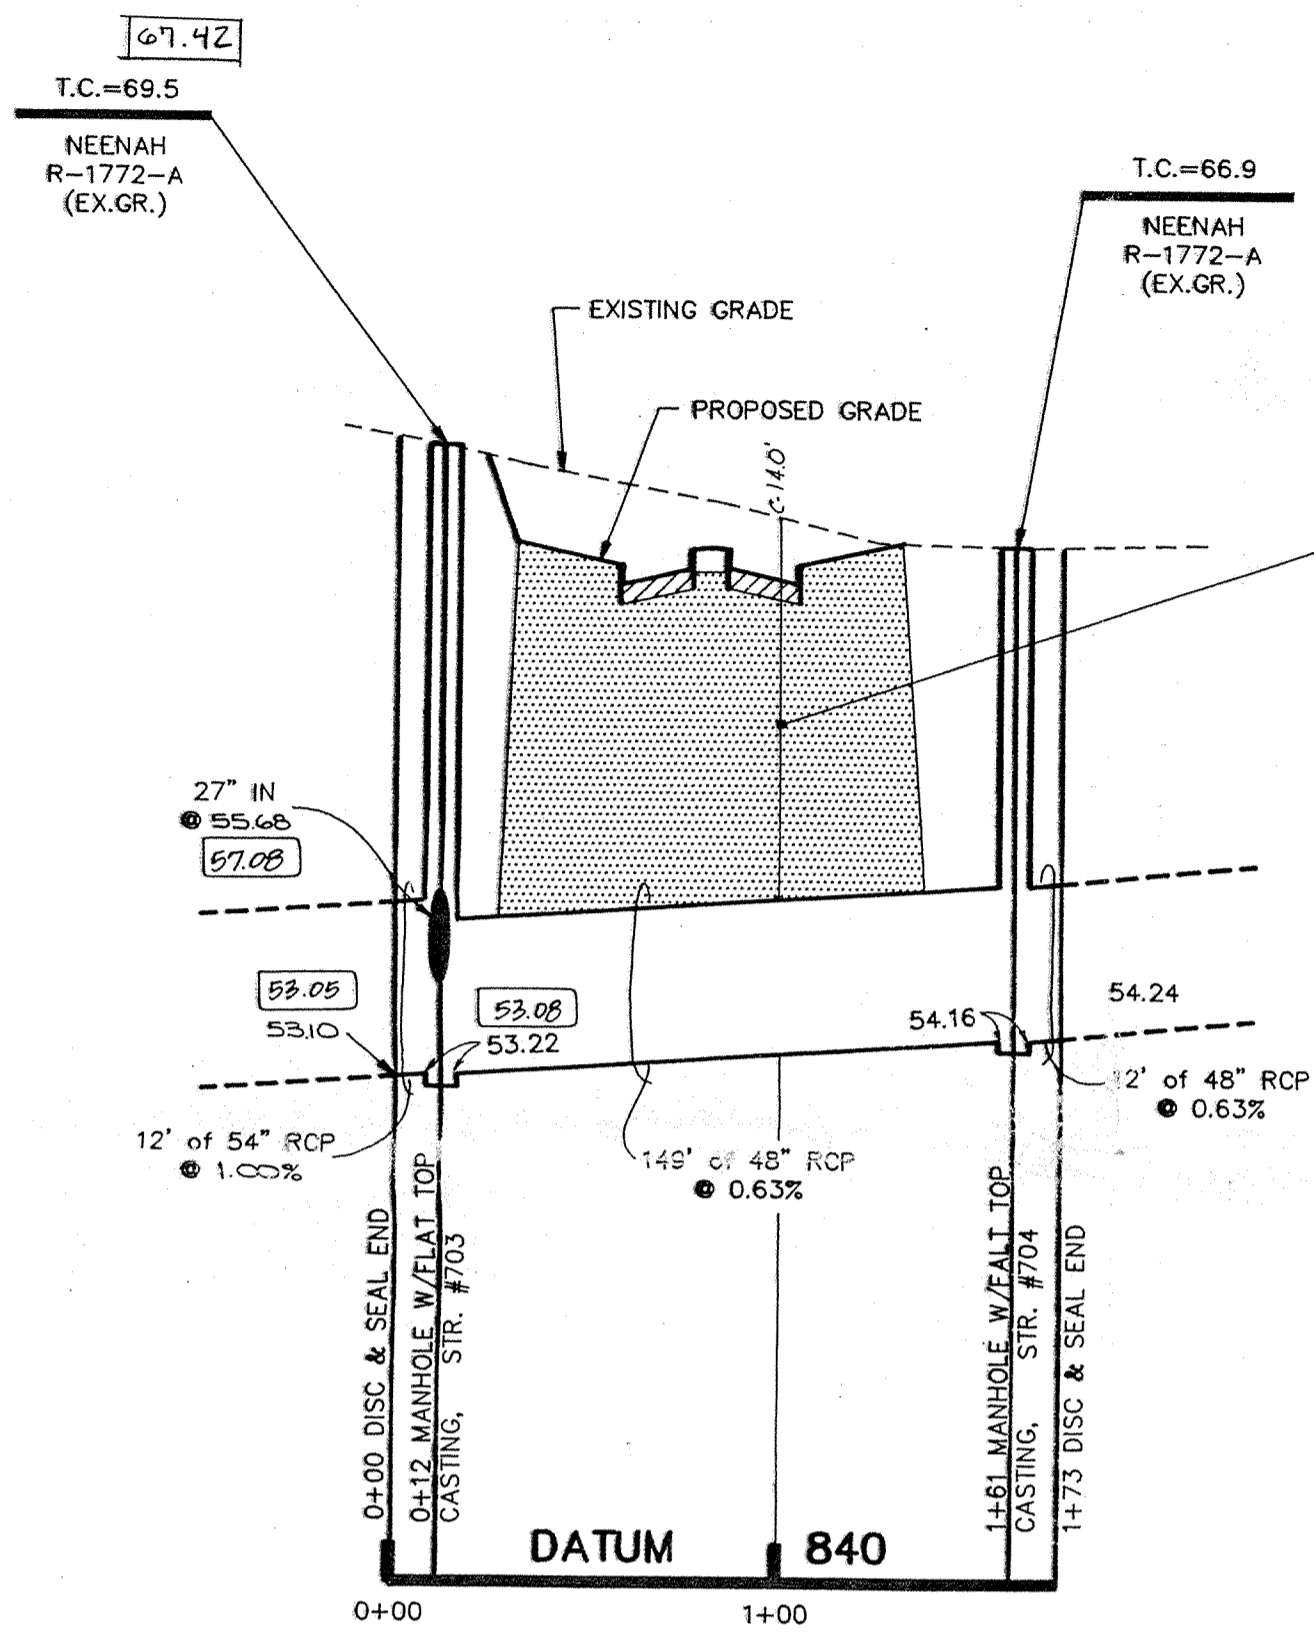 67.42
T.C.=69.5
NEENAH
R-1772-A
(EX.GR.)
T.C.=66.9
NEENAH
R-1772-A
(EX.GR.)
EXISTING GRADE
PROPOSED GRADE
C-14.0'
27" IN
@ 55.68
57.08
53.05
53.10
53.08
53.22
54.16
54.24
12' of 54" RCP
@ 1.00%
149' of 48" RCP
@ 0.63%
12' of 48" RCP
@ 0.63%
0+00 DISC & SEAL END
0+12 MANHOLE W/FLAT TOP
CASTING, STR. #703
1+61 MANHOLE W/FALT TOP
CASTING, STR. #704
1+73 DISC & SEAL END
DATUM 840
0+00
1+00